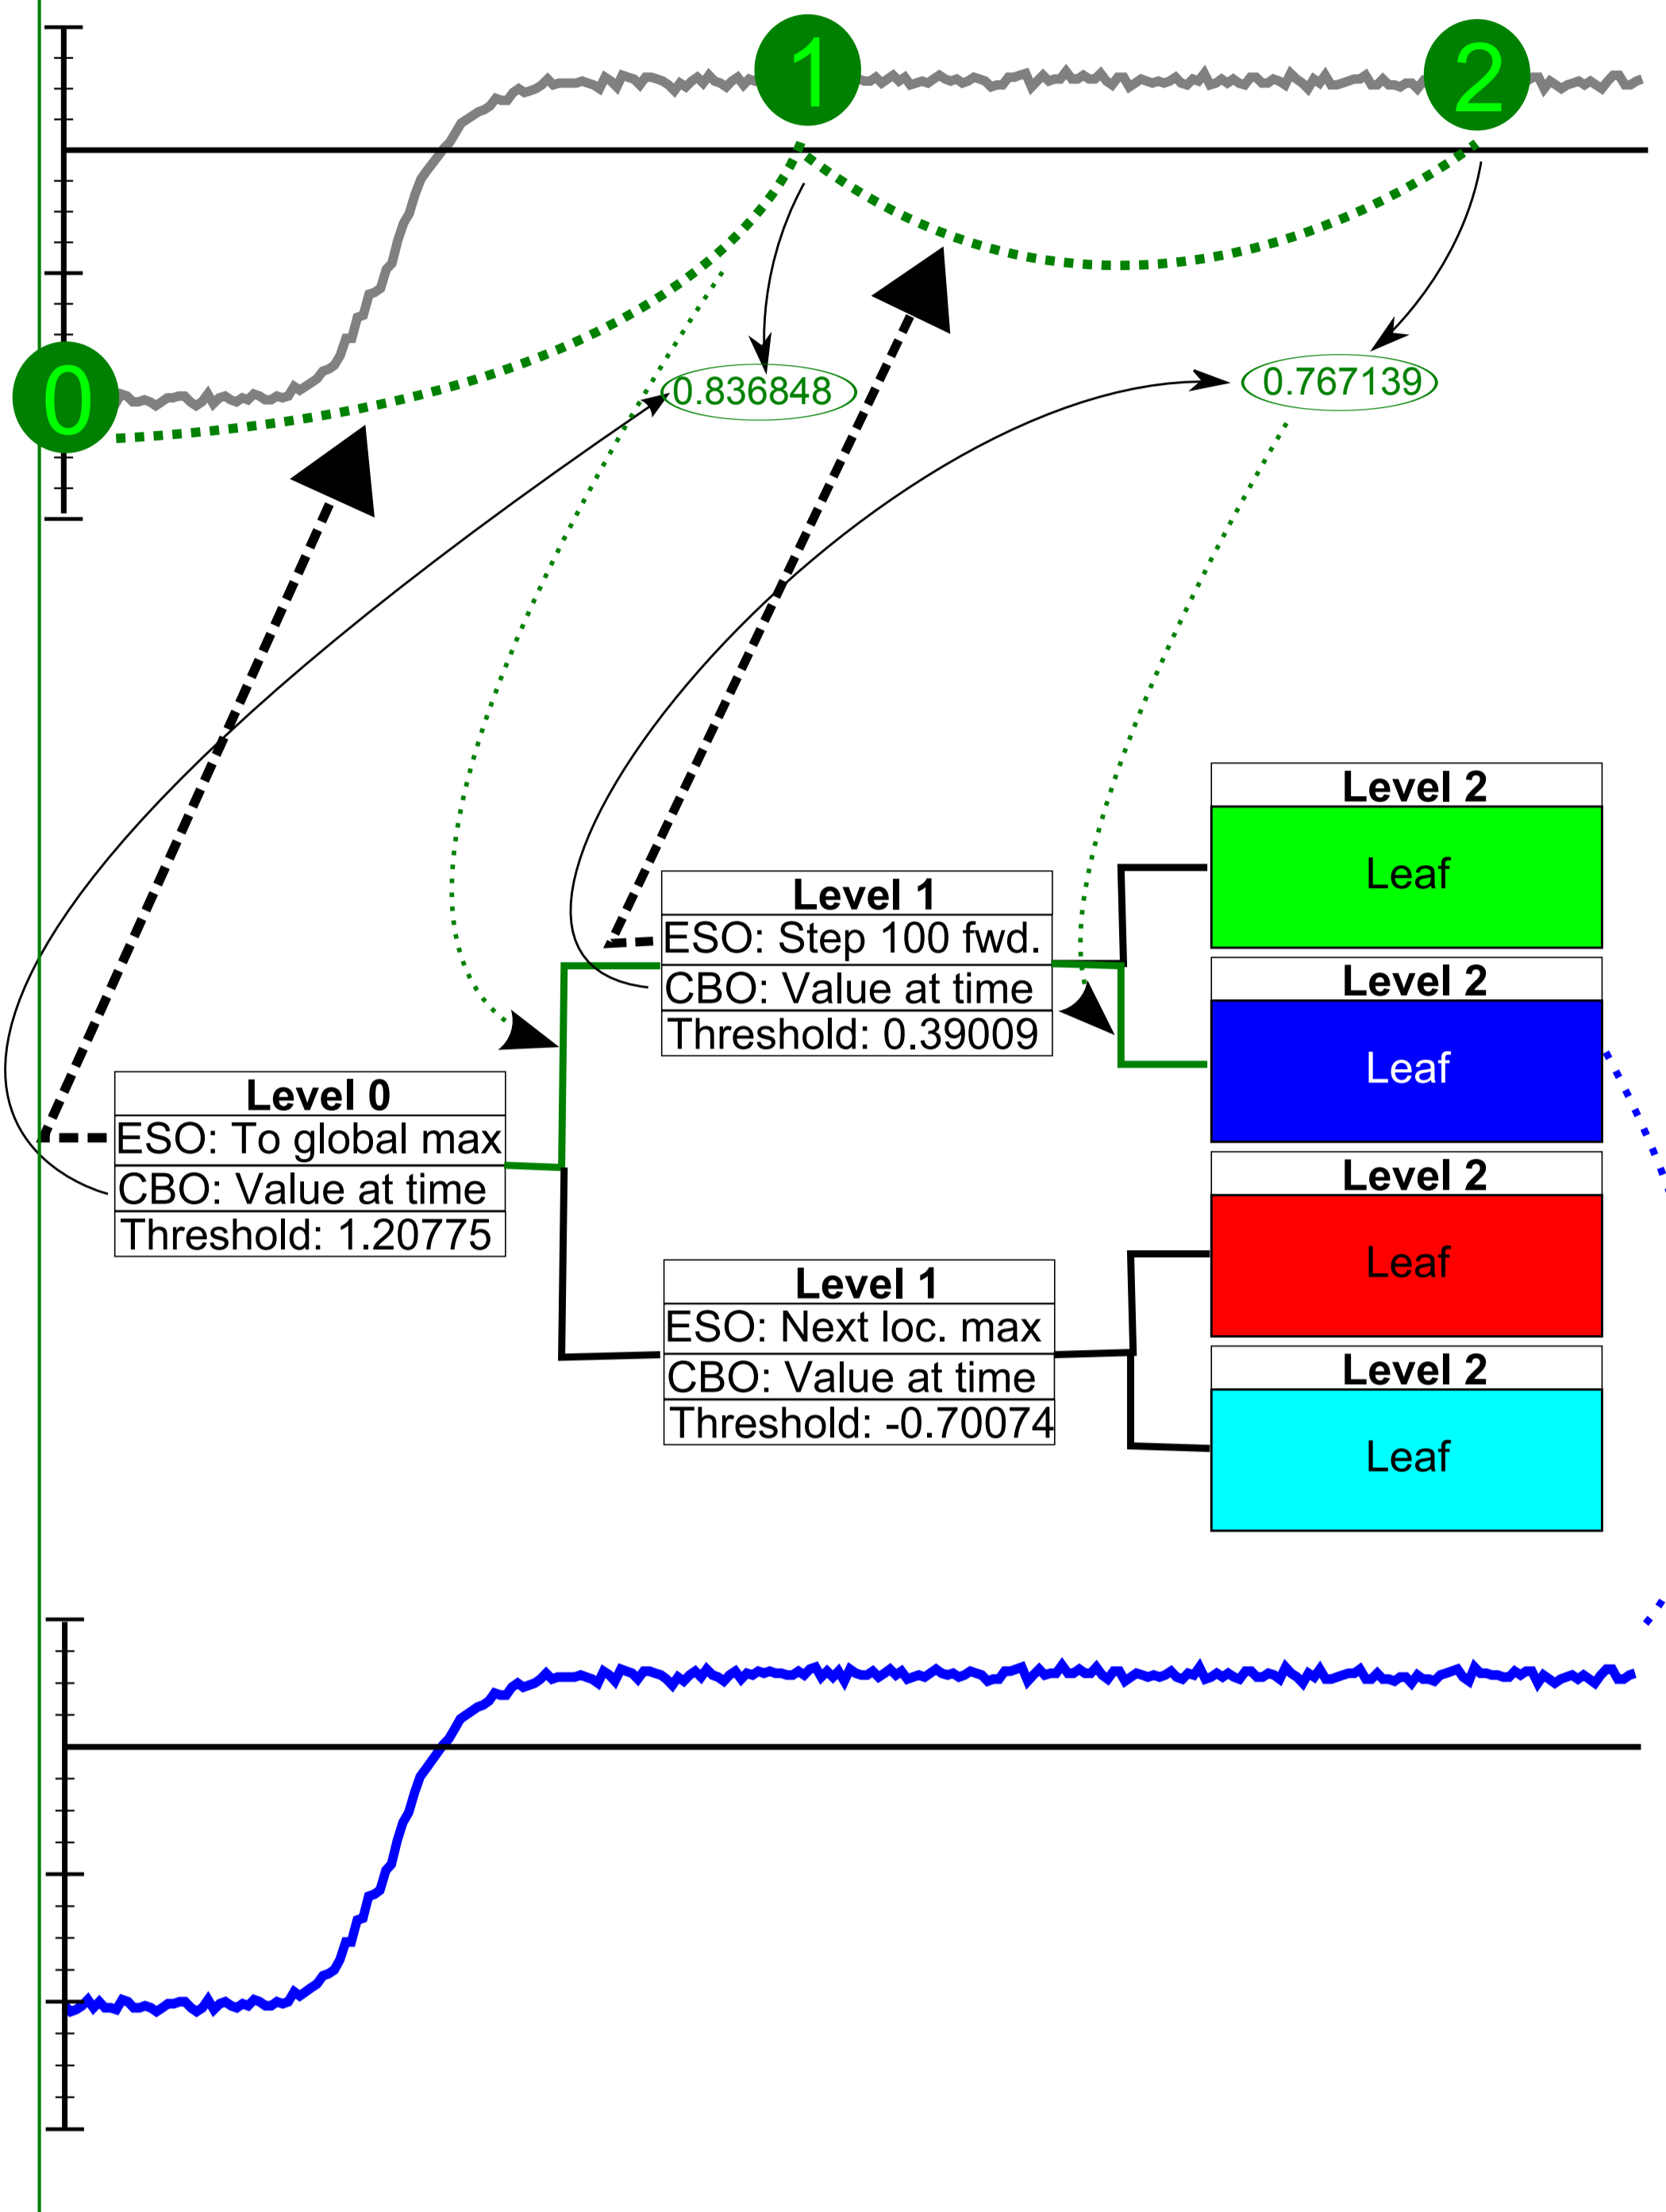 1
2
0
0.836848
0.767139
Level 2
Leaf
Level 1
ESO: Step 100 fwd.
CBO: Value at time
Threshold: 0.39009
Level 2
Leaf
Level 0
ESO: To global max
CBO: Value at time
Threshold: 1.20775
Level 2
Leaf
Level 1
ESO: Next loc. max
CBO: Value at time
Threshold: -0.70074
Level 2
Leaf